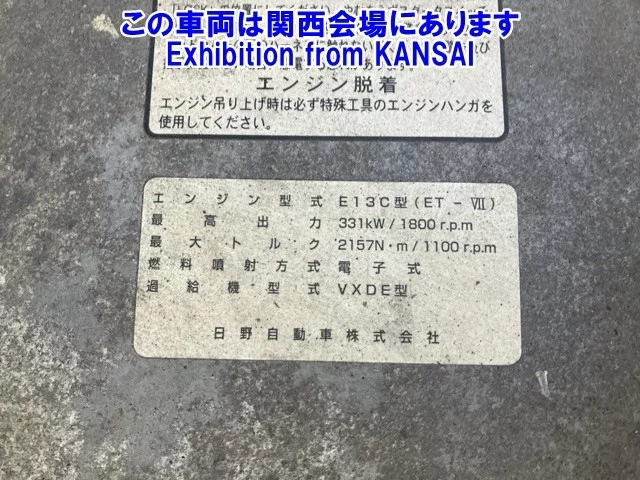 この車両は関西会場にあります
Exhibition from KANSAI
エンジン脱着
エンジン吊り上げ時は必ず特殊工具のエンジンハンガを
使用してください。
エンジン型式 E13C型(ET-Ⅶ)
最高出力 331kW/1800r.p.m
最大トルク 2157N・m/1100r.p.m
燃料噴射方式 電子式
過給機型式 VXDE型
日野自動車株式会社